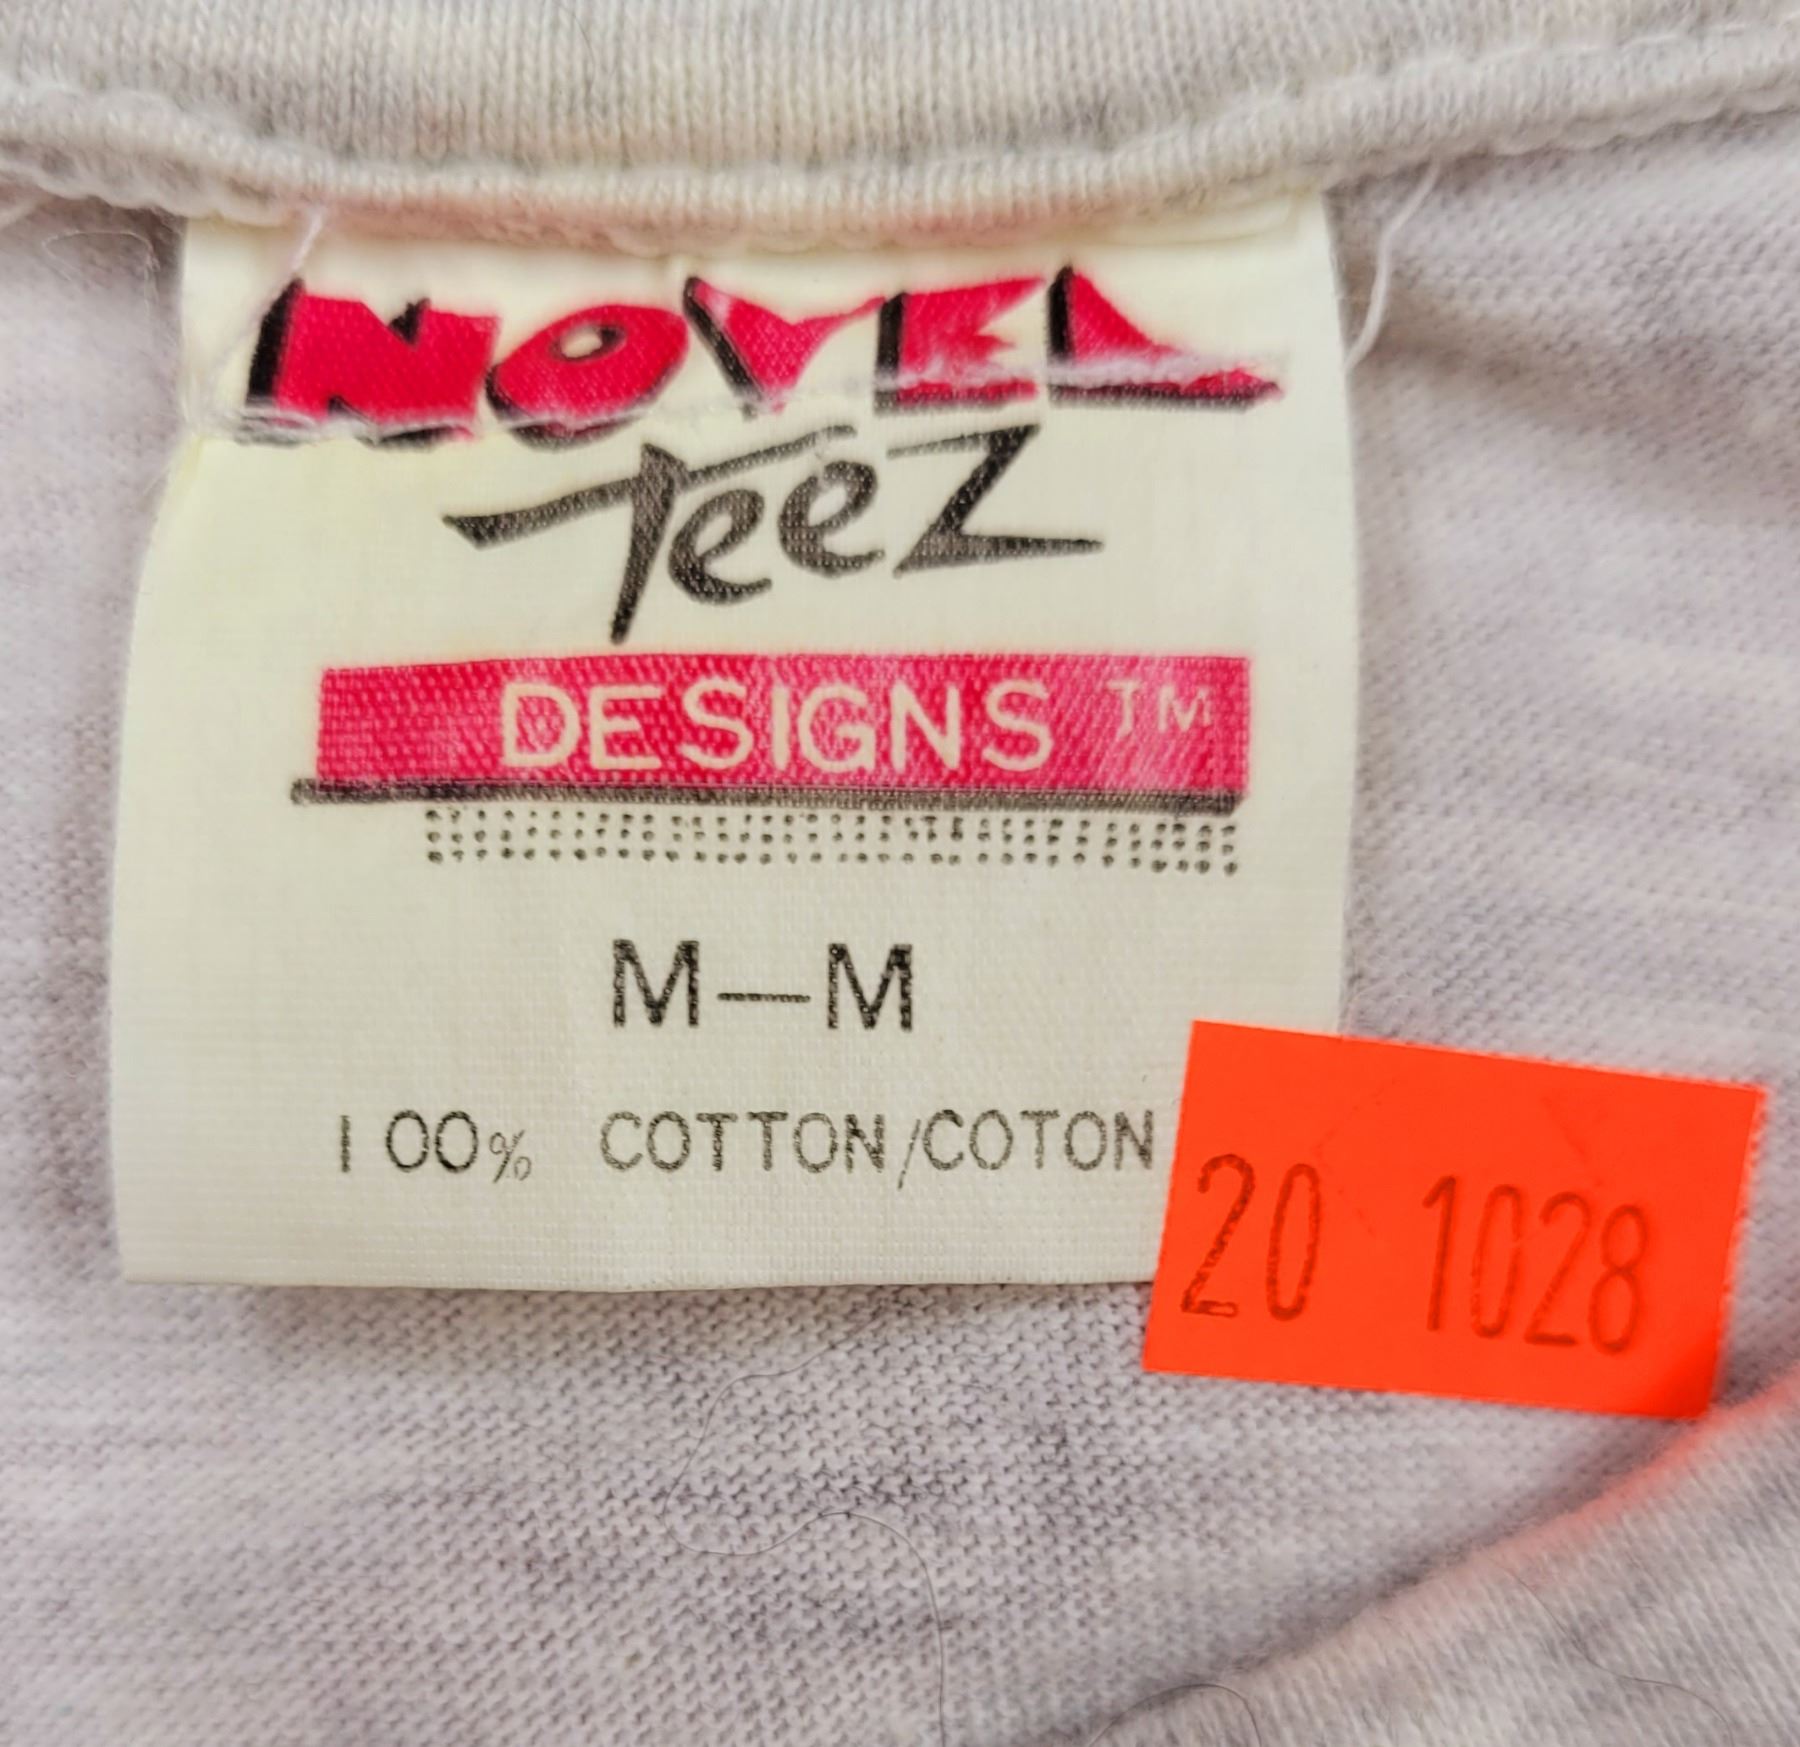 NOVEL
TeeZ
DESIGNS ™
M—M
100% COTTON/COTON
20 1028